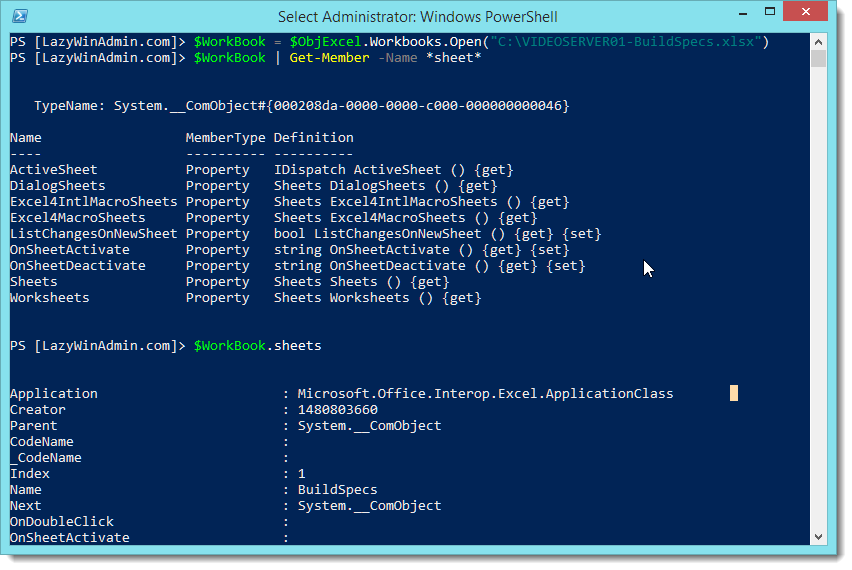 Select Administrator: Windows PowerShell
PS [LazyWinAdmin.com]> $WorkBook = $ObjExcel.Workbooks.Open("C:\VIDEOSERVER01-BuildSpecs.xlsx")
PS [LazyWinAdmin.com]> $WorkBook | Get-Member -Name *sheet*
TypeName: System.__ComObject#{000208da-0000-0000-c000-000000000046}
Name MemberType Definition
---- ---------- ----------
ActiveSheet Property IDispatch ActiveSheet () {get}
DialogSheets Property Sheets DialogSheets () {get}
Excel4IntlMacroSheets Property Sheets Excel4IntlMacroSheets () {get}
Excel4MacroSheets Property Sheets Excel4MacroSheets () {get}
ListChangesOnNewSheet Property bool ListChangesOnNewSheet () {get} {set}
OnSheetActivate Property string OnSheetActivate () {get} {set}
OnSheetDeactivate Property string OnSheetDeactivate () {get} {set}
Sheets Property Sheets Sheets () {get}
Worksheets Property Sheets Worksheets () {get}
PS [LazyWinAdmin.com]> $WorkBook.sheets
Application : Microsoft.Office.Interop.Excel.ApplicationClass
Creator : 1480803660
Parent : System.__ComObject
CodeName :
_CodeName :
Index : 1
Name : BuildSpecs
Next : System.__ComObject
OnDoubleClick :
OnSheetActivate :